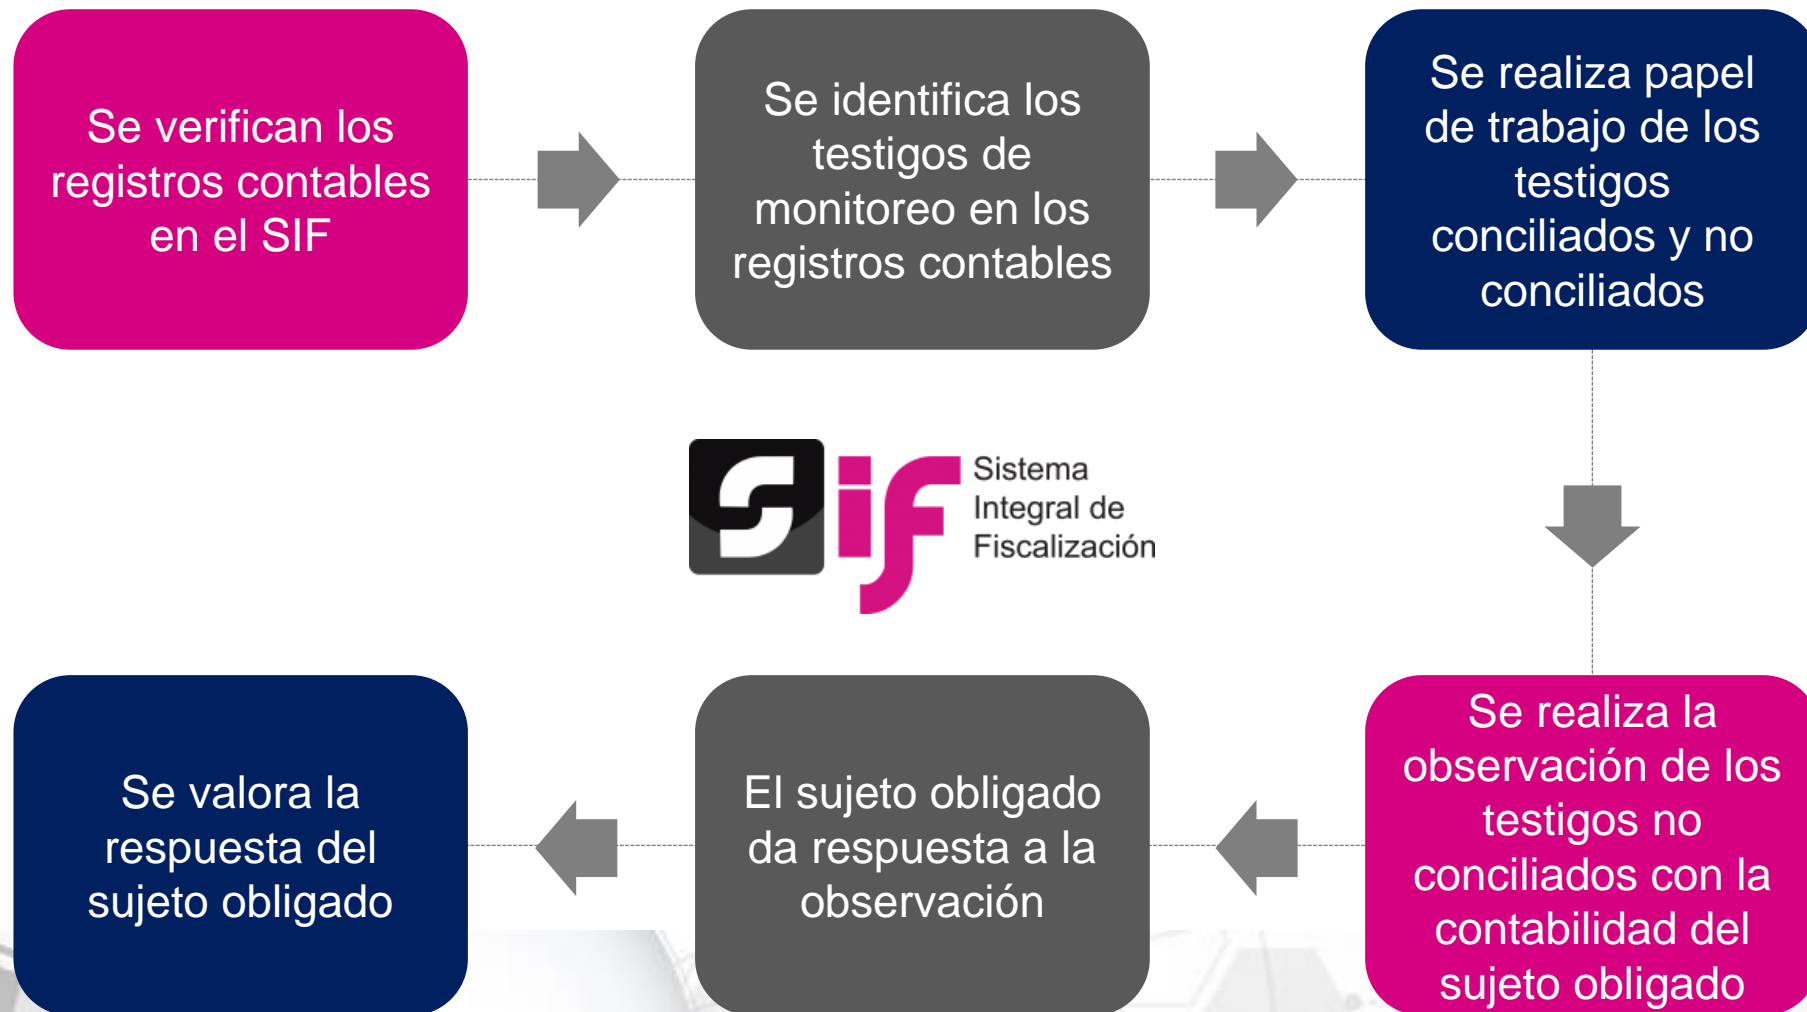 Se verifican los
registros contables
en el SIF
Se identifica los
testigos de
monitoreo en los
registros contables
Se realiza papel
de trabajo de los
testigos
conciliados y no
conciliados
Sif
Sistema
Integral de
Fiscalización
Se realiza la
observación de los
testigos no
conciliados con la
contabilidad del
sujeto obligado
El sujeto obligado
da respuesta a la
observación
Se valora la
respuesta del
sujeto obligado